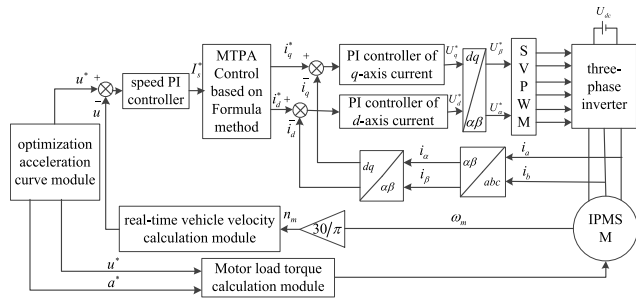 U_dc
u* + u̅
speed PI
controller
I_s*
MTPA
Control
based on
Formula
method
i_q* + i_q̅
i_d* + i_d̅
PI controller of
q-axis current
PI controller of
d-axis current
U_q*
U_d*
dq
αβ
U_β*
U_α*
S
V
P
W
M
three-
phase
inverter
optimization
acceleration
curve module
dq
αβ
i_α
i_β
αβ
abc
i_a
i_b
real-time vehicle velocity
calculation module
n_m
30/π
ω_m
IPMS
M
u*
a*
Motor load torque
calculation module